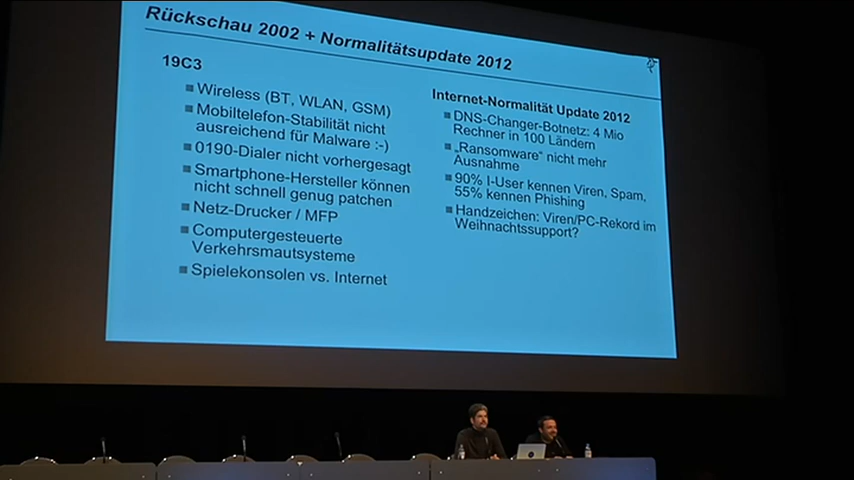 Rückschau 2002 + Normalitätsupdate 2012
19C3
Wireless (BT, WLAN, GSM)
Mobiltelefon-Stabilität nicht
ausreichend für Malware :-)
0190-Dialer nicht vorhergesagt
Smartphone-Hersteller können
nicht schnell genug patchen
Netz-Drucker / MFP
Computergesteuerte
Verkehrsmautsysteme
Spielekonsolen vs. Internet
Internet-Normalität Update 2012
DNS-Changer-Botnetz: 4 Mio
Rechner in 100 Ländern
„Ransomware“ nicht mehr
Ausnahme
90% I-User kennen Viren, Spam,
55% kennen Phishing
Handzeichen: Viren/PC-Rekord im
Weihnachtssupport?